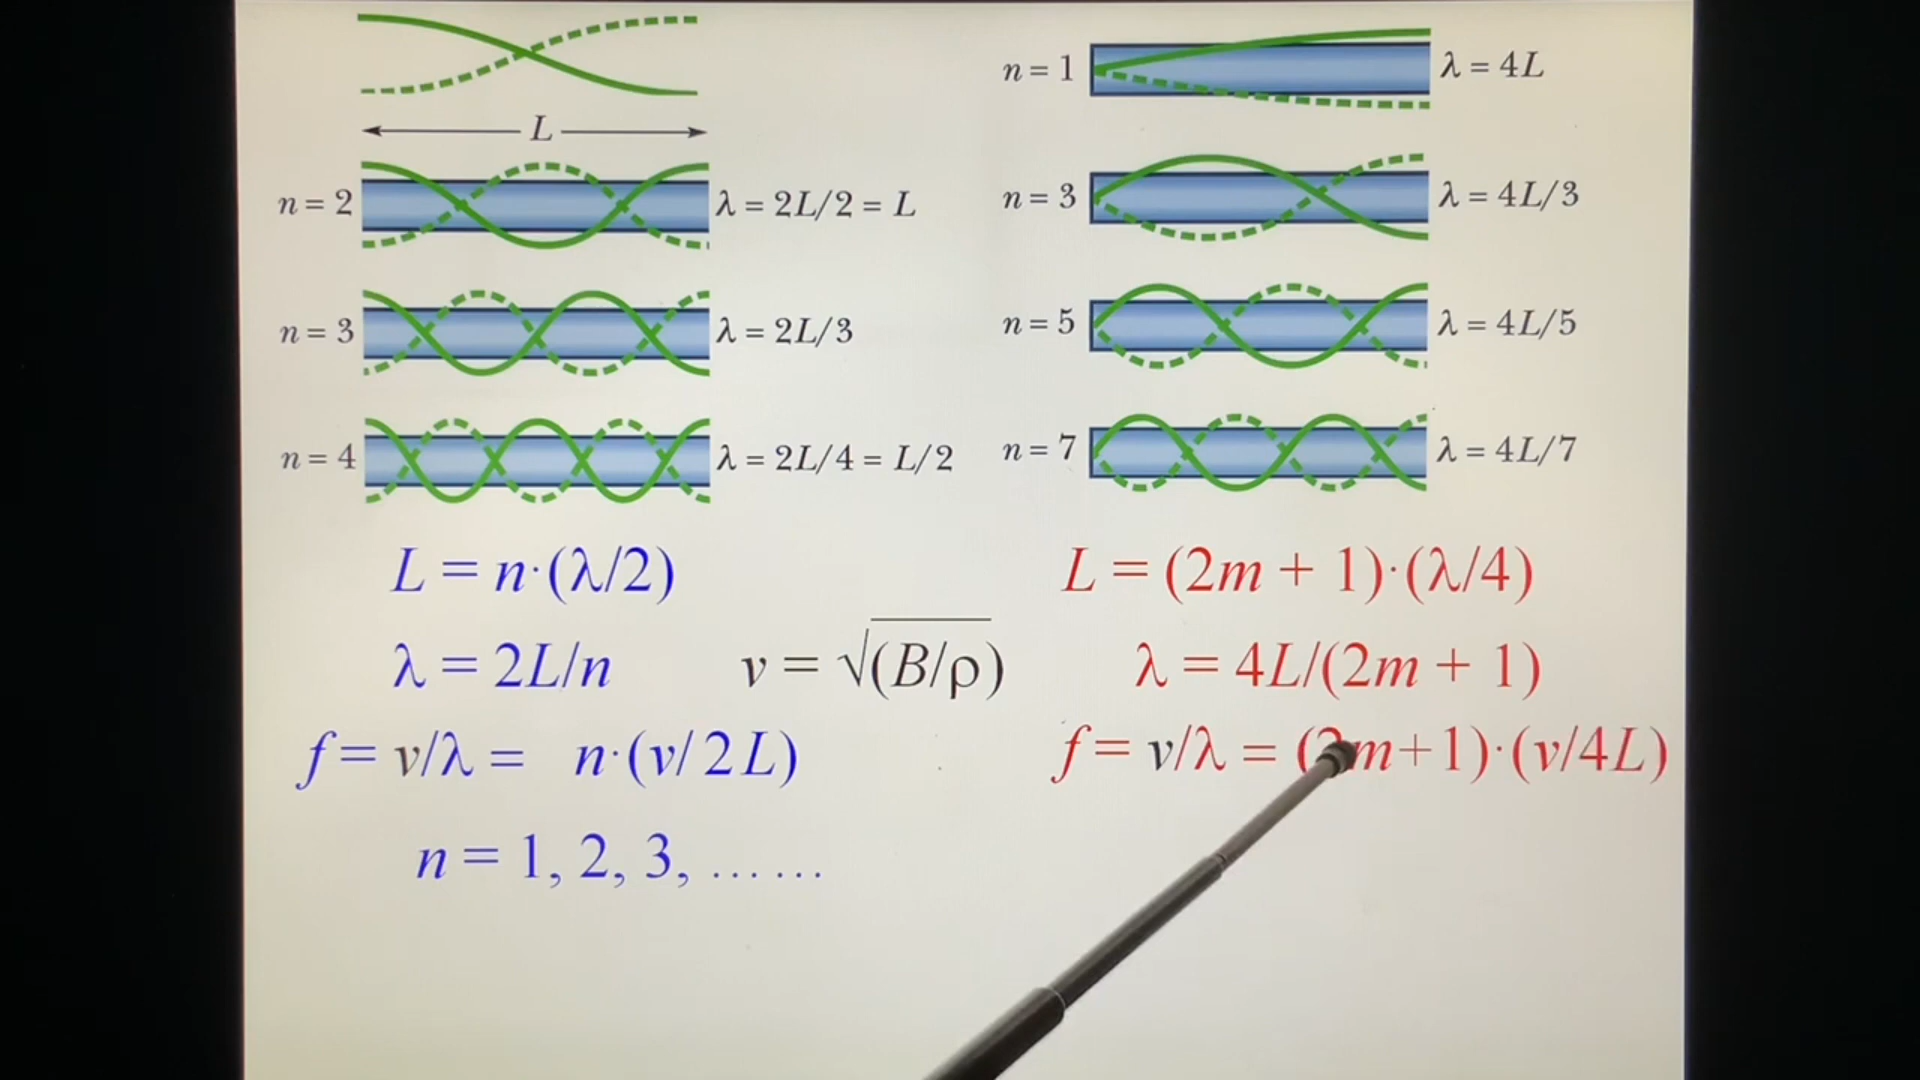 L
n = 2
λ = 2L/2 = L
n = 3
λ = 2L/3
n = 4
λ = 2L/4 = L/2
L = n·(λ/2)
λ = 2L/n
f = v/λ = n·(v/2L)
n = 1, 2, 3, ……
v = √(B/ρ)
n = 1
λ = 4L
n = 3
λ = 4L/3
n = 5
λ = 4L/5
n = 7
λ = 4L/7
L = (2m + 1)·(λ/4)
λ = 4L/(2m + 1)
f = v/λ = (2m+1)·(v/4L)